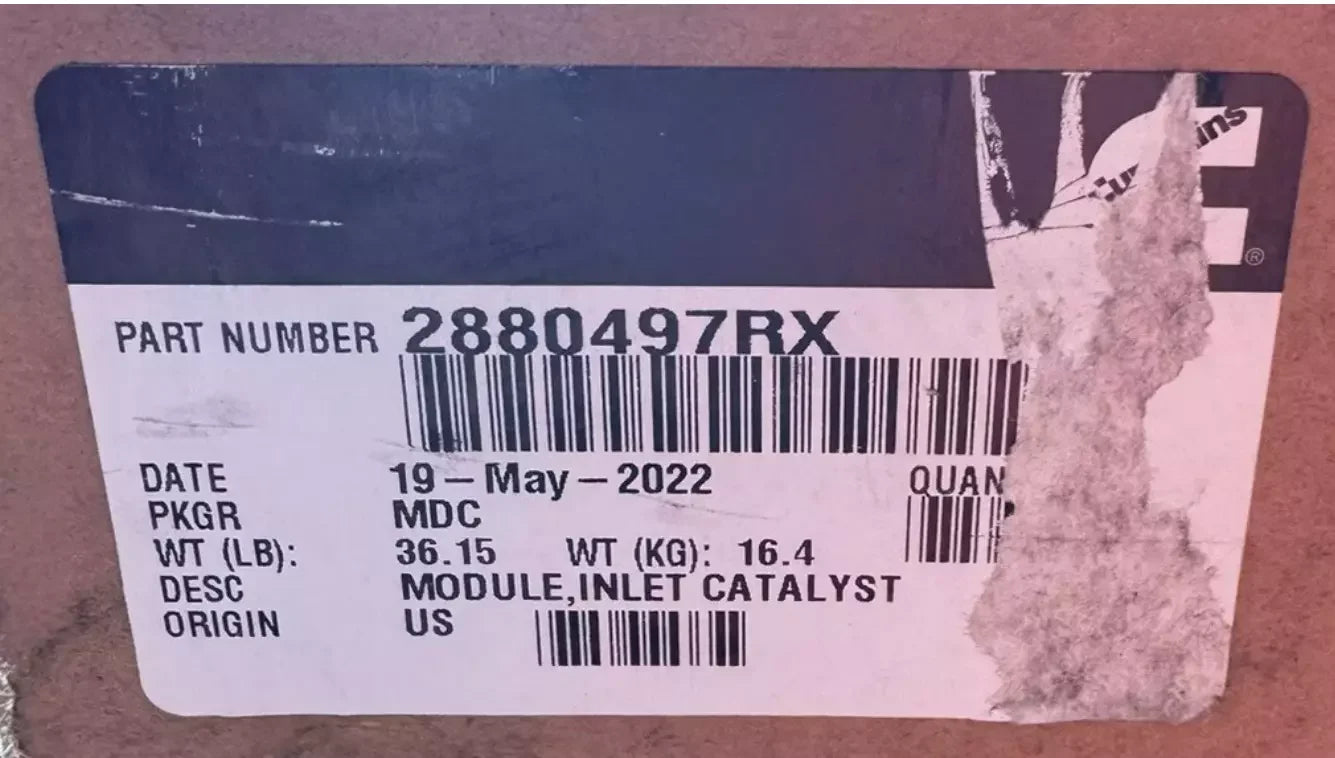 ®
PART NUMBER 2880497RX
DATE 19-May-2022 QUAN
PKGR MDC
WT (LB): 36.15 WT (KG): 16.4
DESC MODULE,INLET CATALYST
ORIGIN US